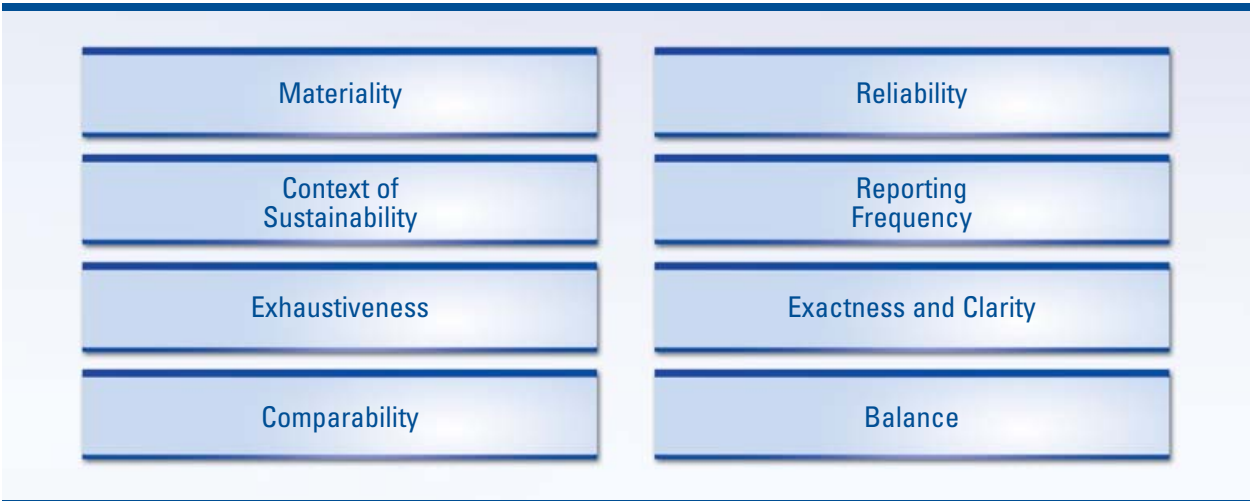 Materiality
Context of
Sustainability
Exhaustiveness
Comparability
Reliability
Reporting
Frequency
Exactness and Clarity
Balance